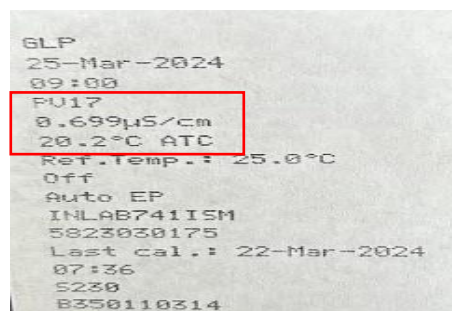 GLP
25-Mar-2024
09:00
PU17
0.699µS/cm
20.2°C ATC
Ref.Temp.: 25.0°C
Off
Auto EP
INLAB741ISM
5823030175
Last cal.: 22-Mar-2024
07:36
S230
B350110314